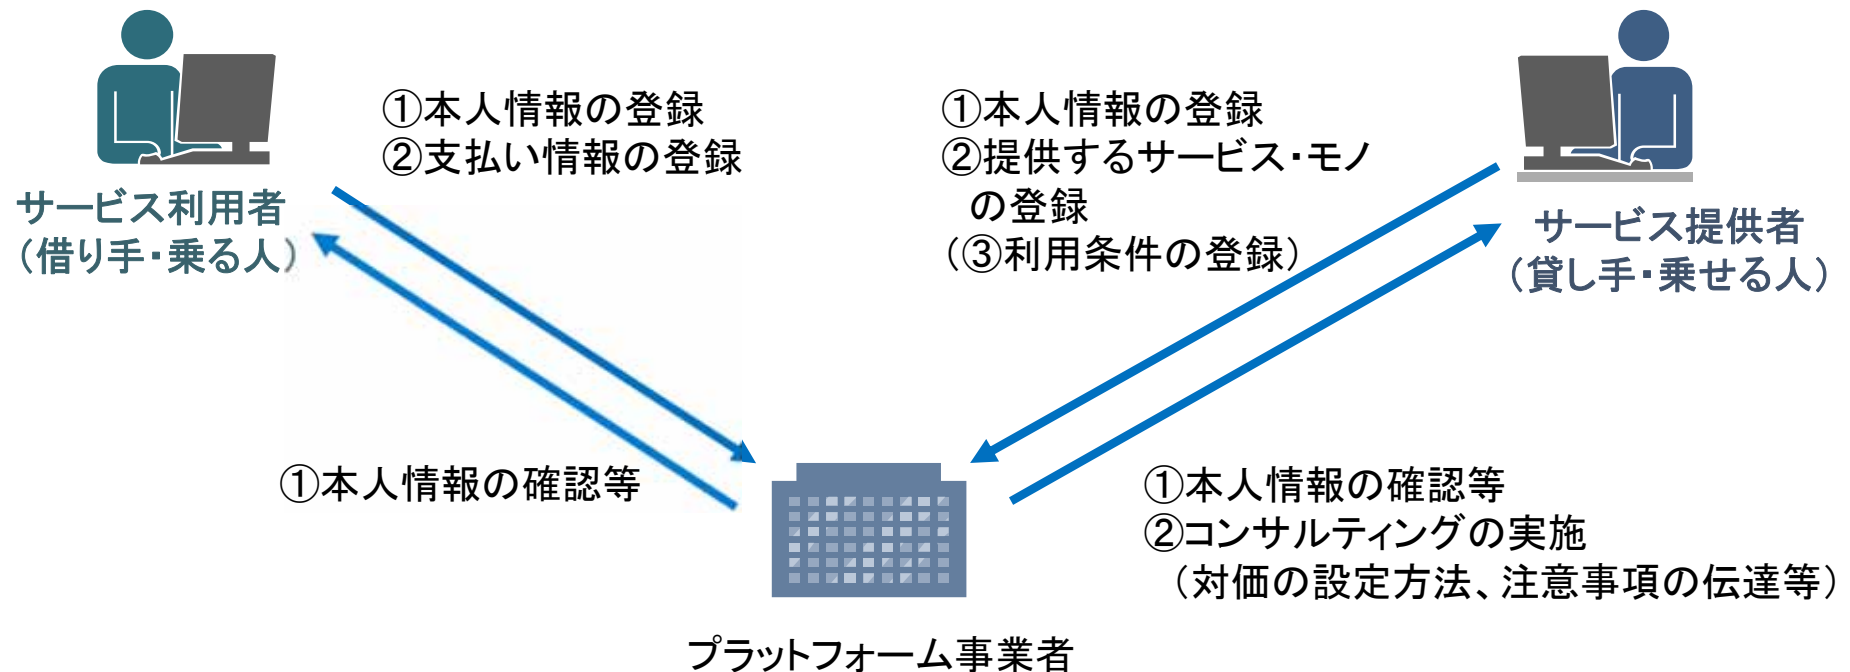 ①本人情報の登録
②支払い情報の登録
サービス利用者
（借り手・乗る人）
①本人情報の登録
②提供するサービス・モノ
の登録
（③利用条件の登録）
サービス提供者
（貸し手・乗せる人）
①本人情報の確認等
①本人情報の確認等
②コンサルティングの実施
（対価の設定方法、注意事項の伝達等）
プラットフォーム事業者